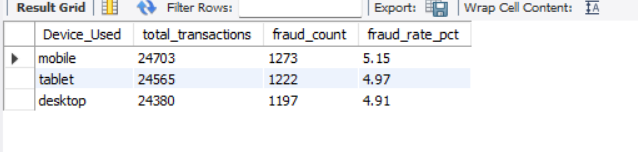 Result Grid Filter Rows: Export: Wrap Cell Content: IA
Device_Used total_transactions fraud_count fraud_rate_pct
mobile 24703 1273 5.15
tablet 24565 1222 4.97
desktop 24380 1197 4.91